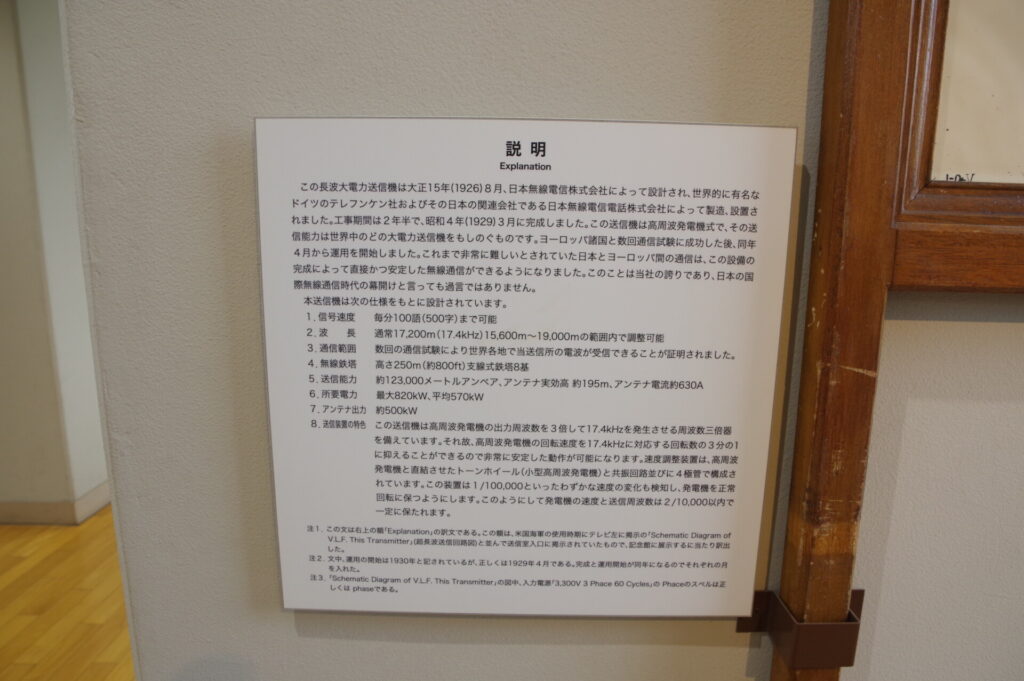 説 明
Explanation
この長波大電力送信機は大正15年(1926)8月、日本無線電信株式会社によって設計され、世界的に有名な
ドイツのテレフンケン社およびその日本の関連会社である日本無線電信電話株式会社によって製造、設置さ
れました。工事期間は2年半で、昭和4年(1929)3月に完成しました。この送信機は高周波発電機式で、その送
信能力は世界中のどの大電力送信機をもしのぐものです。ヨーロッパ諸国と数回通信試験に成功した後、同年
4月から運用を開始しました。これまで非常に難しいとされていた日本とヨーロッパ間の通信は、この設備の
完成によって直接かつ安定した無線通信ができるようになりました。このことは当社の誇りであり、日本の国
際無線通信時代の幕開けと言っても過言ではありません。
本送信機は次の仕様をもとに設計されています。
1. 信号速度 毎分100語(500字)まで可能
2. 波 長 通常17,200m(17.4kHz)15,600m〜19,000mの範囲内で調整可能
3. 通信範囲 数回の通信試験により世界各地で当送信所の電波が受信できることが証明されました。
4. 無線鉄塔 高さ250m(約800ft)支線式鉄塔8基
5. 送信能力 約123,000メートルアンペア、アンテナ実効高 約195m、アンテナ電流約630A
6. 所要電力 最大820kW、平均570kW
7. アンテナ出力 約500kW
8. 送信装置の特色 この送信機は高周波発電機の出力周波数を3倍して17.4kHzを発生させる周波数三倍器
を備えています。それ故、高周波発電機の回転速度を17.4kHzに対応する回転数の3分の1
に抑えることができるので非常に安定した動作が可能になります。速度調整装置は、高周波
発電機と直結させたトーンホイール(小型高周波発電機)と共振回路並びに4極管で構成さ
れています。この装置は1/100,000といったわずかな速度の変化も検知し、発電機を正常
回転に保つようにします。このようにして発電機の速度と送信周波数は2/10,000以内で
一定に保たれます。
注1. この文は右上の額「Explanation」の訳文である。この額は、米国海軍の使用時期にテレビ左に掲示の「Schematic Diagram of
V.L.F. This Transmitter」(超長波送信回路図)と並んで送信室入口に掲示されていたもので、記念館に展示するに当たり訳出
した。
注2. 文中、運用の開始は1930年と記されているが、正しくは1929年4月である。完成と運用開始が同年になるのでそれぞれの月
を入れた。
注3. 「Schematic Diagram of V.L.F. This Transmitter」の図中、入力電源「3,300V 3 Phace 60 Cycles」の Phaceのスペルは正
しくは phaseである。